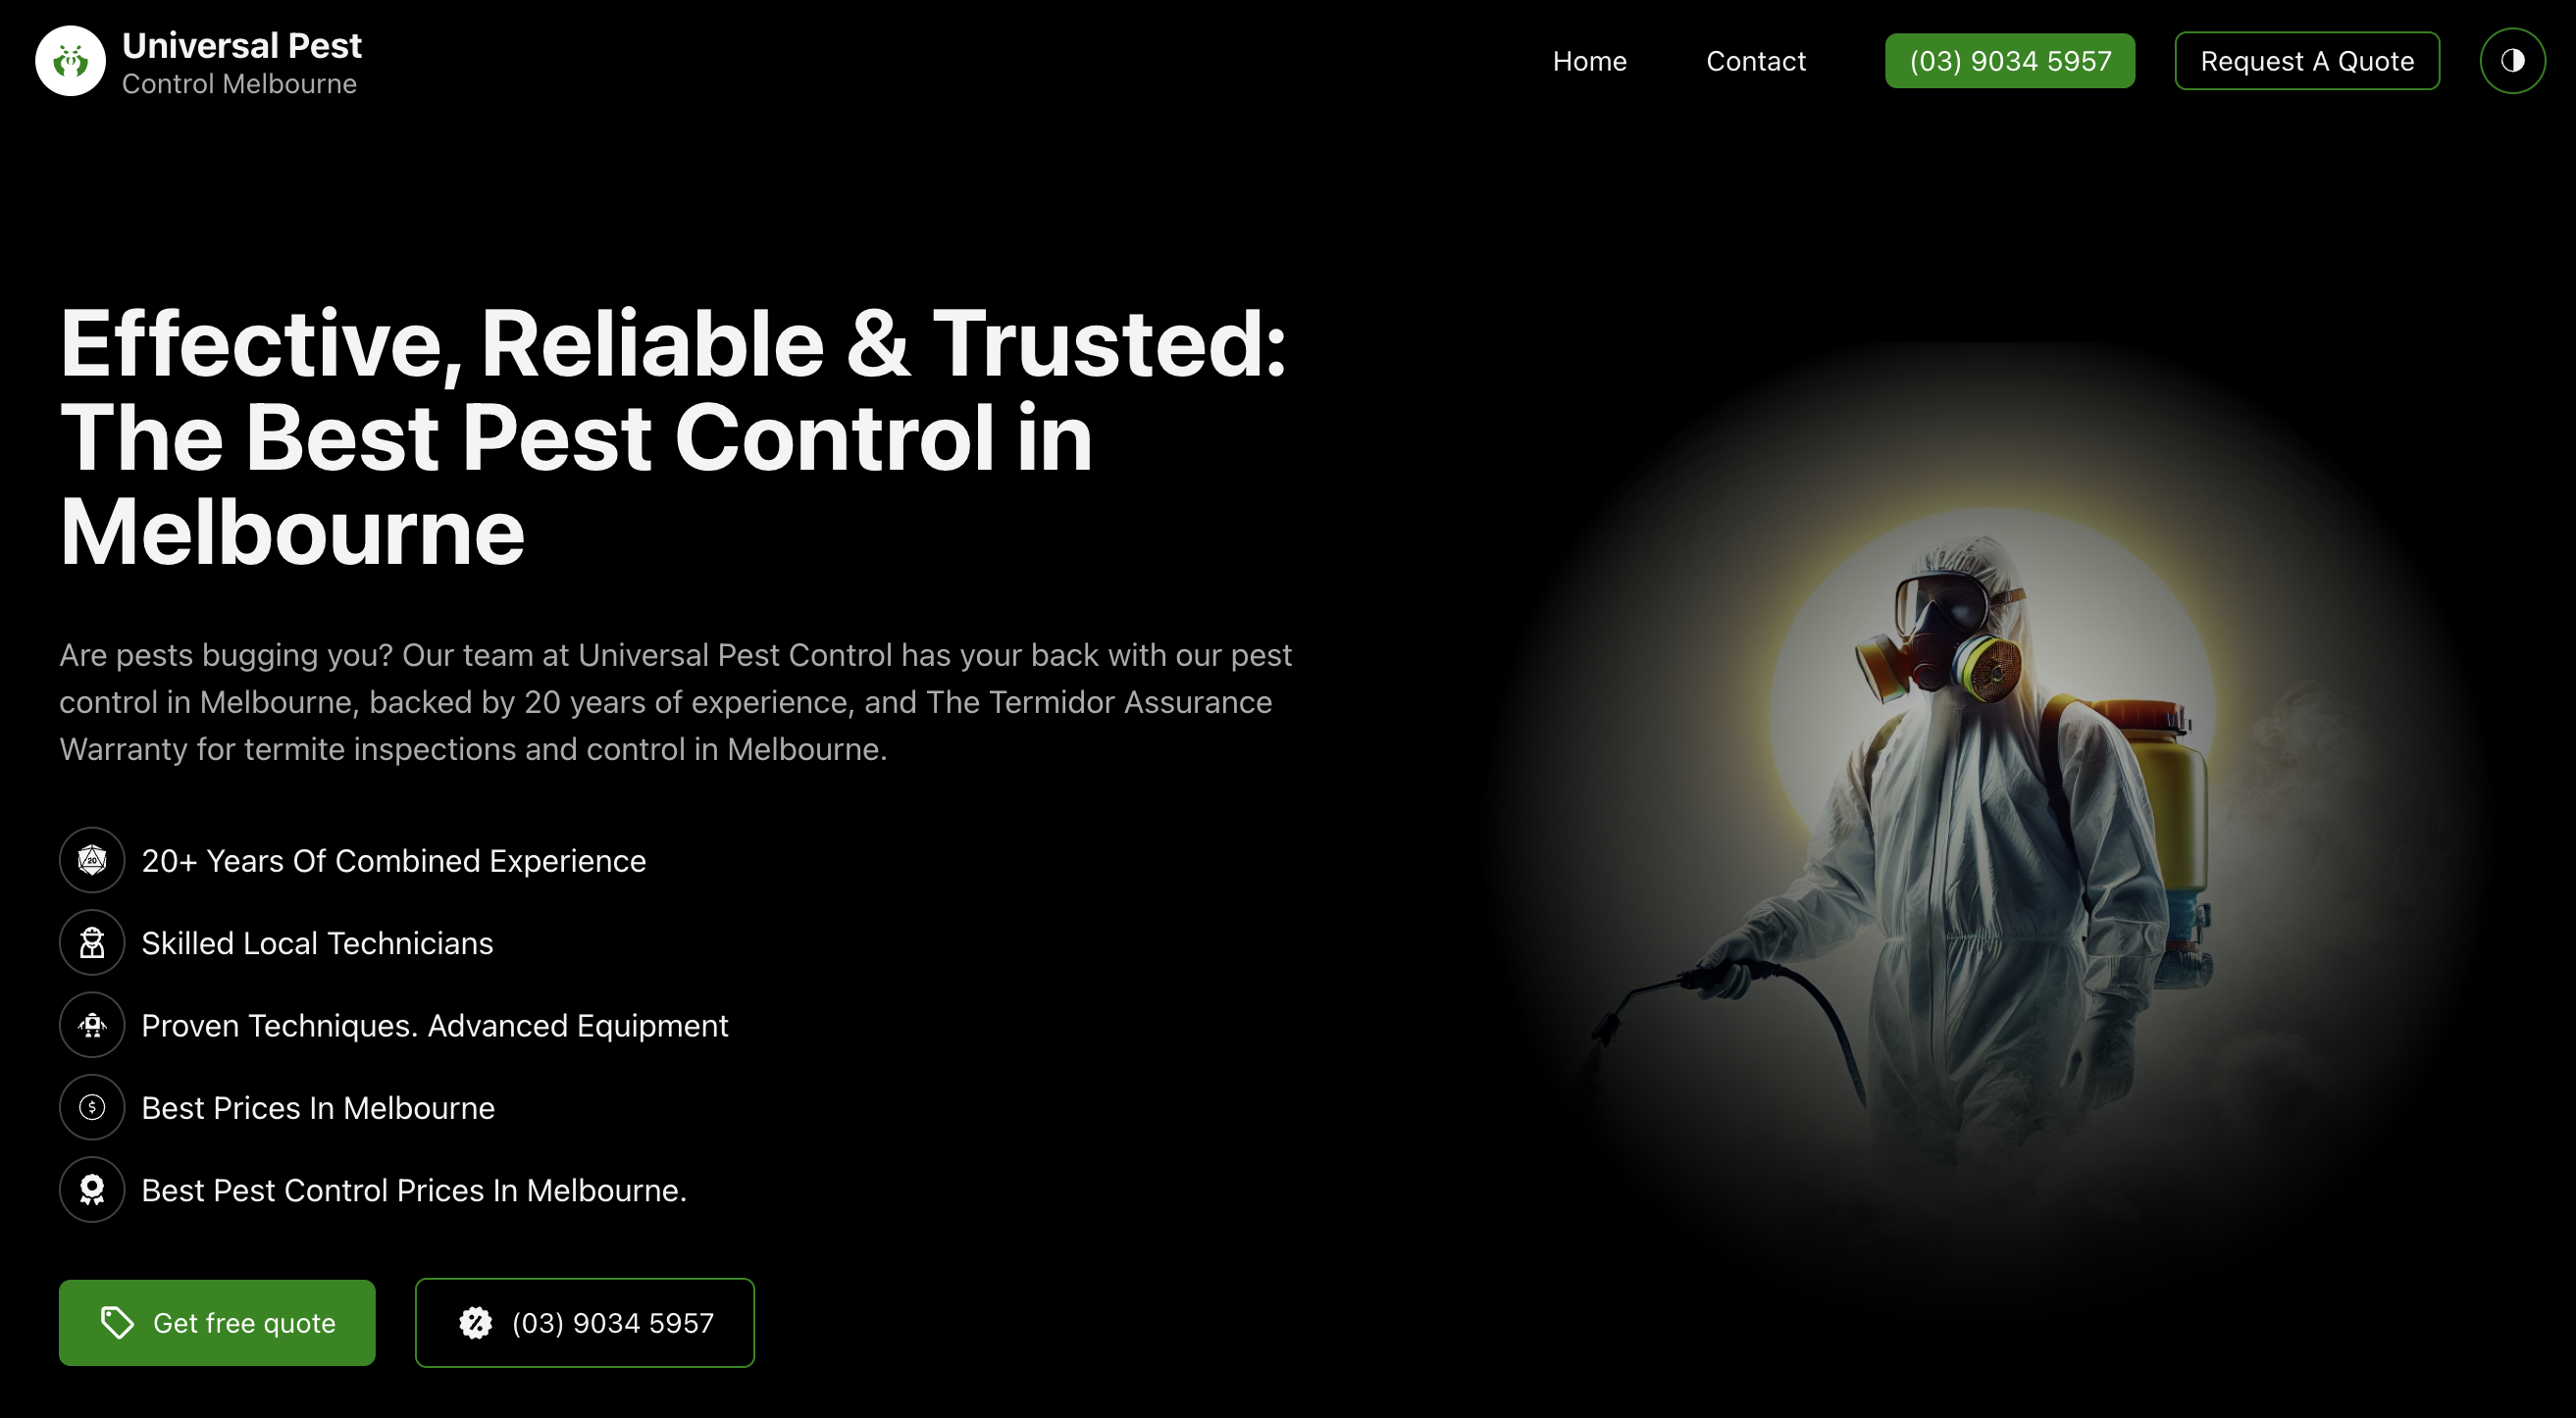 Universal Pest
Control Melbourne
Home
Contact
(03) 9034 5957
Request A Quote
Effective, Reliable & Trusted:
The Best Pest Control in
Melbourne
Are pests bugging you? Our team at Universal Pest Control has your back with our pest
control in Melbourne, backed by 20 years of experience, and The Termidor Assurance
Warranty for termite inspections and control in Melbourne.
20
20+ Years Of Combined Experience
Skilled Local Technicians
Proven Techniques. Advanced Equipment
$
Best Prices In Melbourne
Best Pest Control Prices In Melbourne.
Get free quote
%
(03) 9034 5957